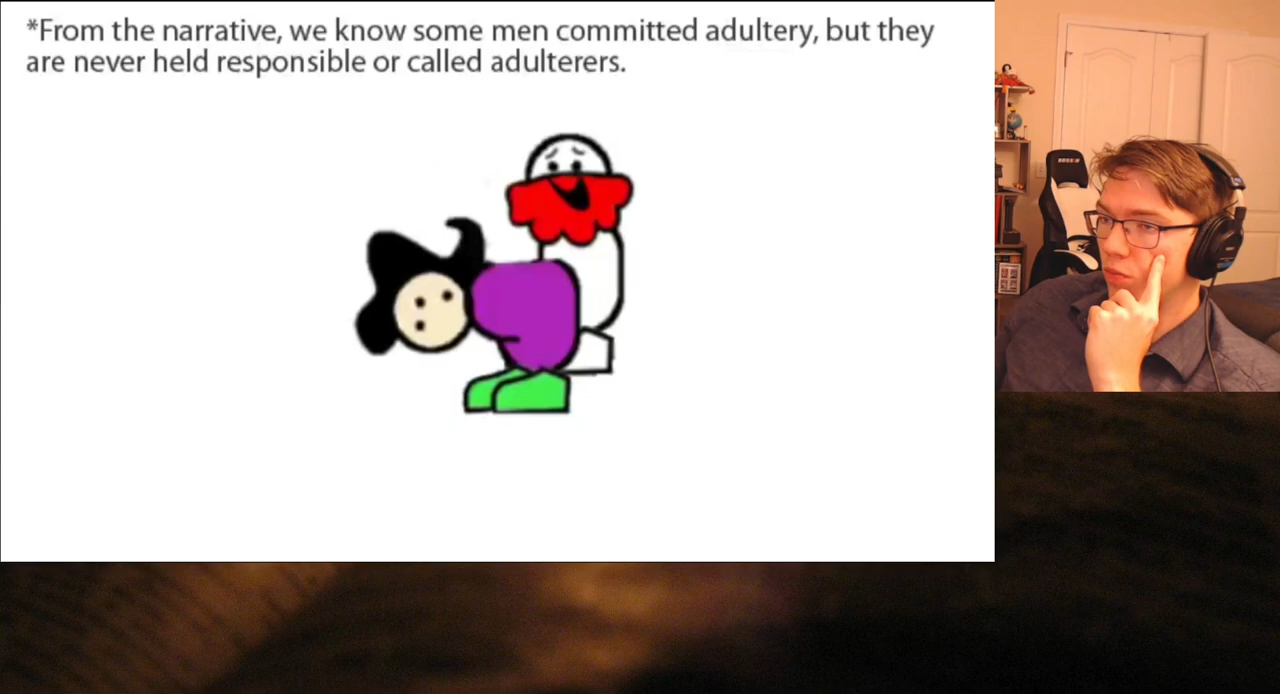 *From the narrative, we know some men committed adultery, but they
are never held responsible or called adulterers.